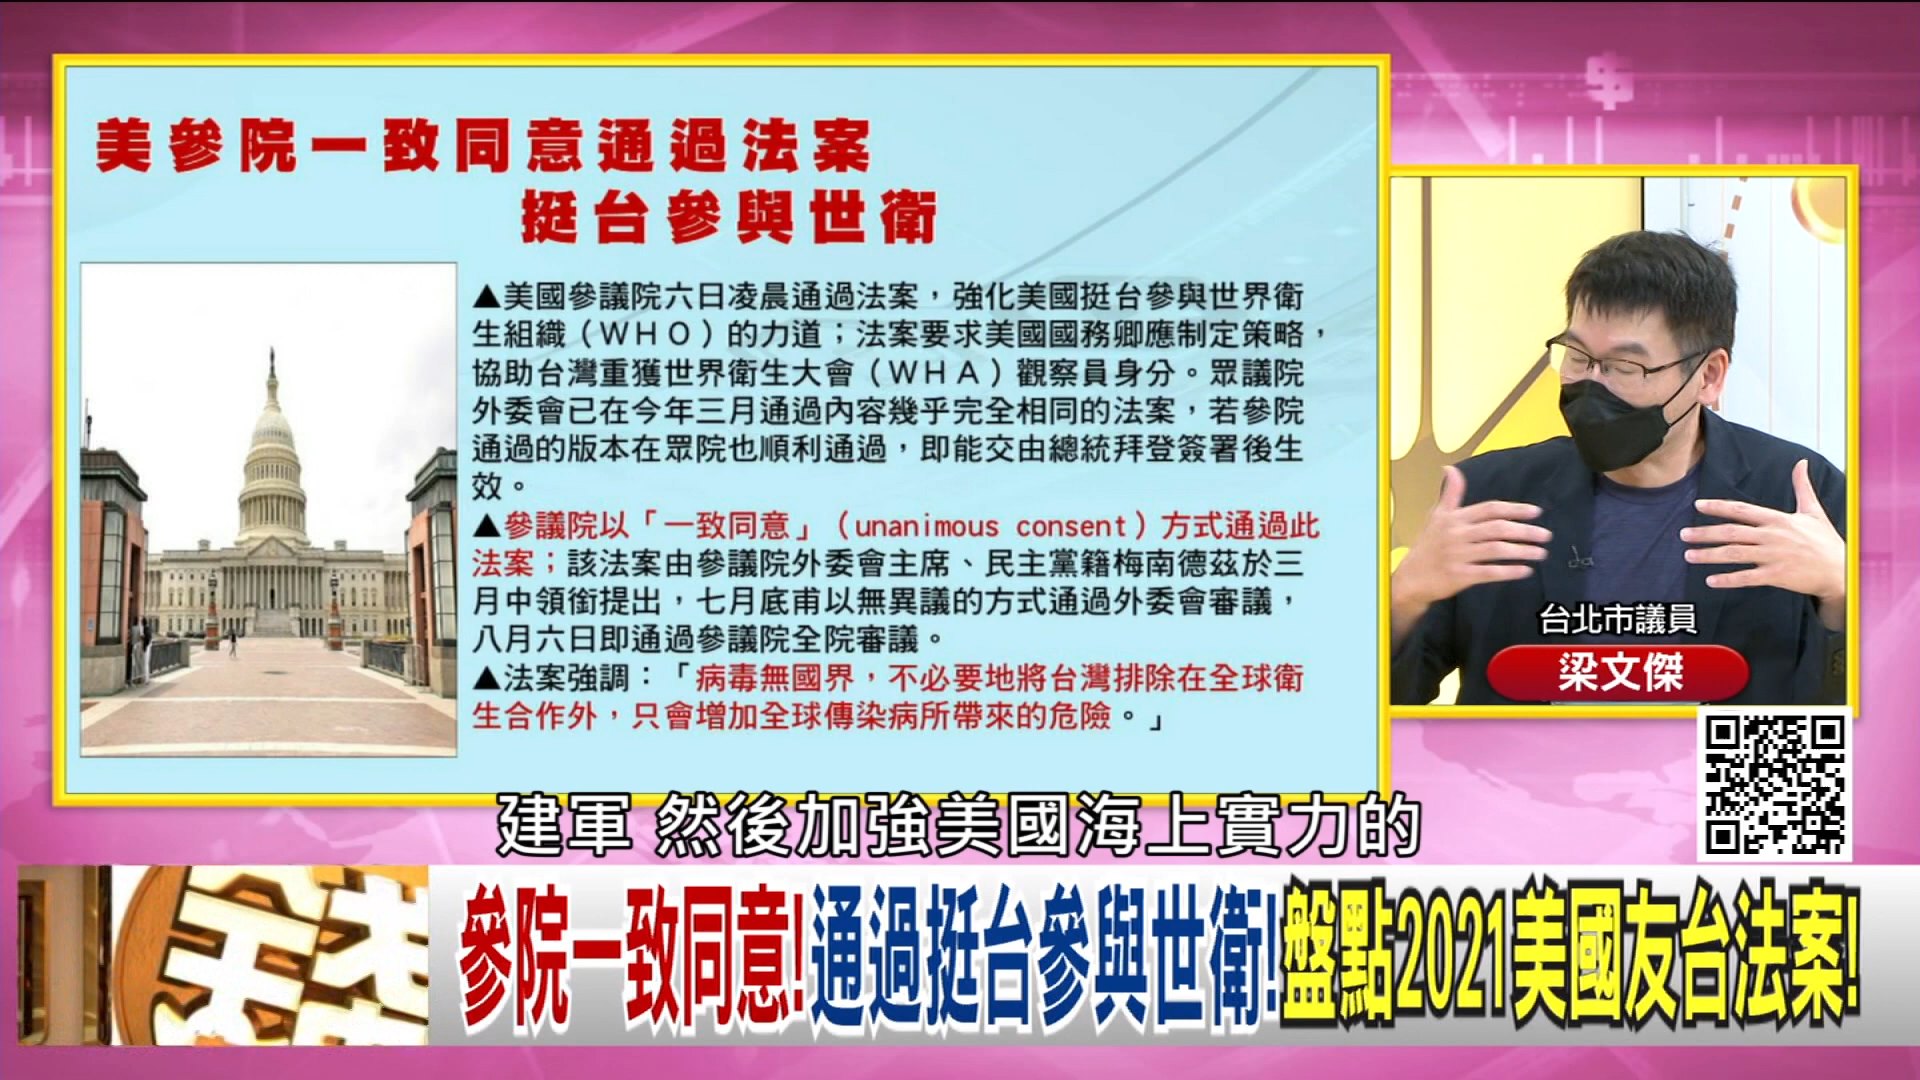 美參院一致同意通過法案
挺台參與世衛
▲美國參議院六日凌晨通過法案，強化美國挺台參與世界衛
生組織（WHO）的力道；法案要求美國國務卿應制定策略，
協助台灣重獲世界衛生大會（WHA）觀察員身分。眾議院
外委會已在今年三月通過內容幾乎完全相同的法案，若參院
通過的版本在眾院也順利通過，即能交由總統拜登簽署後生
效。
▲參議院以「一致同意」（unanimous consent）方式通過此
法案；該法案由參議院外委會主席、民主黨籍梅南德茲於三
月中領銜提出，七月底甫以無異議的方式通過外委會審議，
八月六日即通過參議院全院審議。
▲法案強調：「病毒無國界，不必要地將台灣排除在全球衛
生合作外，只會增加全球傳染病所帶來的危險。」
台北市議員
梁文傑
建軍 然後加強美國海上實力的
參院一致同意!通過挺台參與世衛!盤點2021美國友台法案!